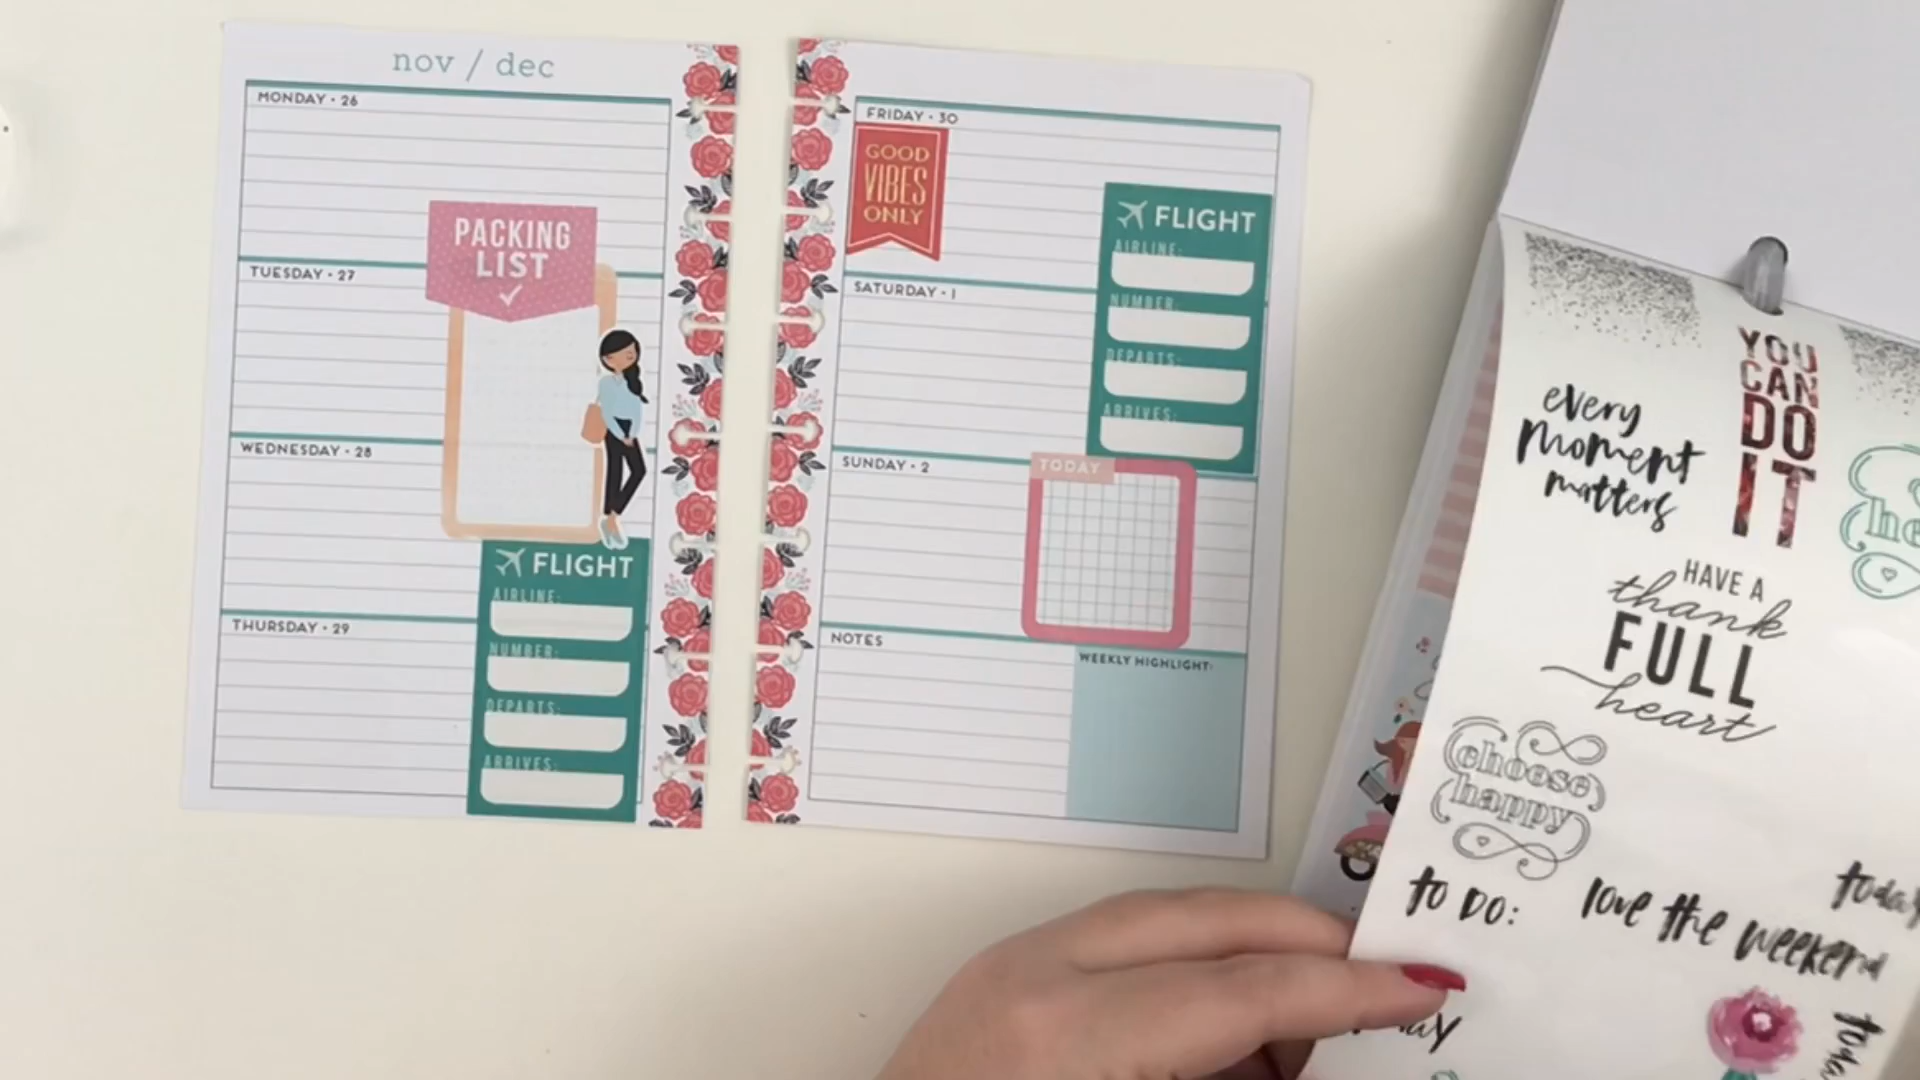 nov / dec
MONDAY • 26
PACKING
LIST
TUESDAY • 27
WEDNESDAY • 28
FLIGHT
AIRLINE:
NUMBER:
DEPARTS:
ARRIVES:
THURSDAY • 29
FRIDAY • 30
GOOD
VIBES
ONLY
FLIGHT
AIRLINE:
NUMBER:
DEPARTS:
ARRIVES:
SATURDAY • 1
SUNDAY • 2
TODAY
NOTES
WEEKLY HIGHLIGHT:
YOU
CAN
DO
IT
every
moment
matters
HAVE A
thank
FULL
heart
choose
happy
to DO:
love the weekend
today